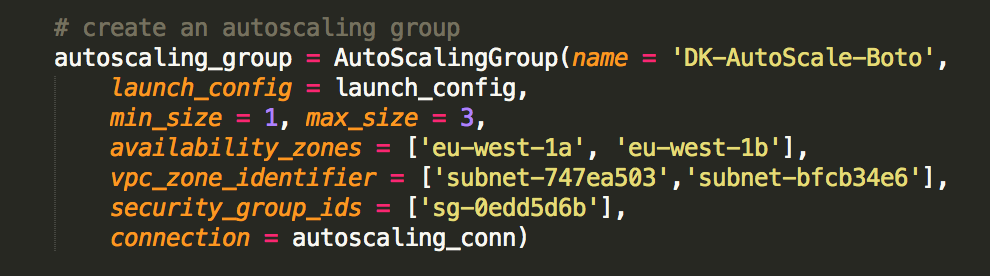 # create an autoscaling group
autoscaling_group = AutoScalingGroup(name = 'DK-AutoScale-Boto',
launch_config = launch_config,
min_size = 1, max_size = 3,
availability_zones = ['eu-west-1a', 'eu-west-1b'],
vpc_zone_identifier = ['subnet-747ea503','subnet-bfcb34e6'],
security_group_ids = ['sg-0edd5d6b'],
connection = autoscaling_conn)